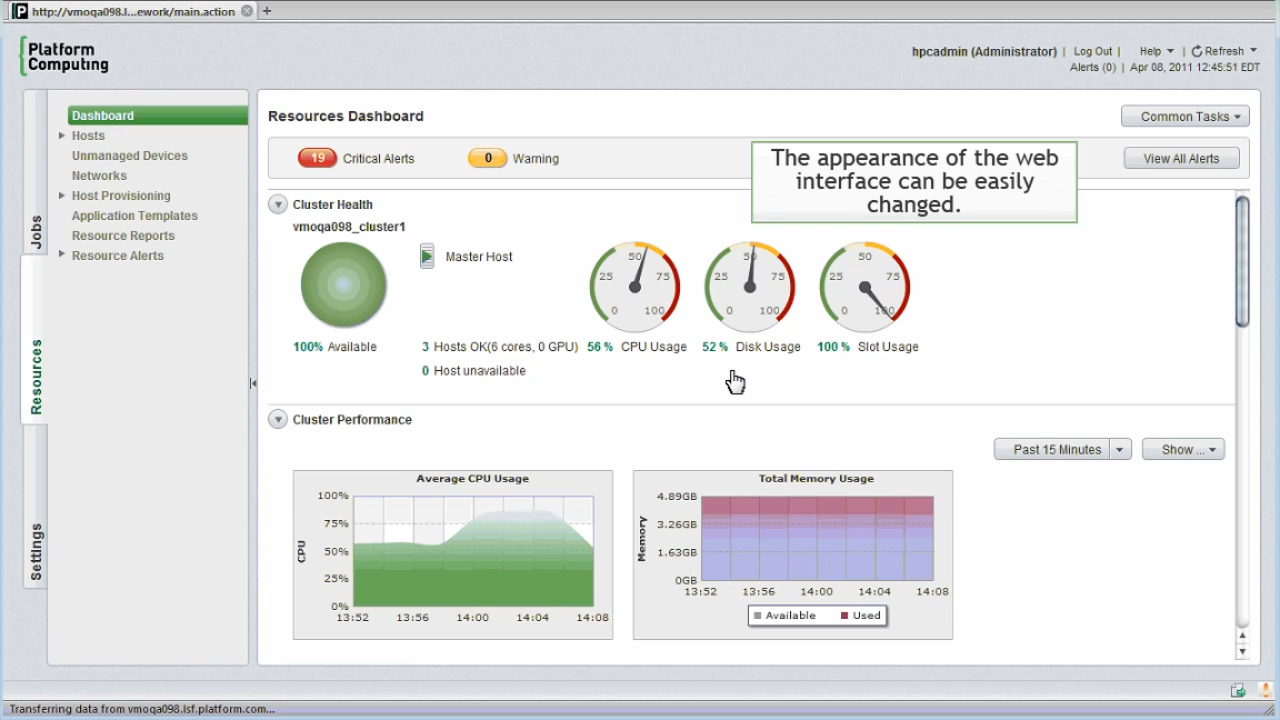 http://vmoqa098.l...ework/main.action
Platform
Computing
hpcadmin (Administrator) | Log Out | Help | Refresh
Alerts (0) | Apr 08, 2011 12:45:51 EDT
Jobs
Resources
Settings
Dashboard
Hosts
Unmanaged Devices
Networks
Host Provisioning
Application Templates
Resource Reports
Resource Alerts
Resources Dashboard
Common Tasks
19 Critical Alerts
0 Warning
View All Alerts
The appearance of the web
interface can be easily
changed.
Cluster Health
vmoqa098_cluster1
Master Host
0 25 50 75 100
0 25 50 75 100
0 25 50 75 100
100% Available
3 Hosts OK(6 cores, 0 GPU)
56 % CPU Usage
52 % Disk Usage
100 % Slot Usage
0 Host unavailable
Cluster Performance
Past 15 Minutes
Show ...
Average CPU Usage
CPU
100%
75%
50%
25%
0%
13:52 13:56 14:00 14:04 14:08
Total Memory Usage
Memory
4.89GB
3.26GB
1.63GB
0GB
13:52 13:56 14:00 14:04 14:08
Available Used
Transferring data from vmoqa098.lsf.platform.com...